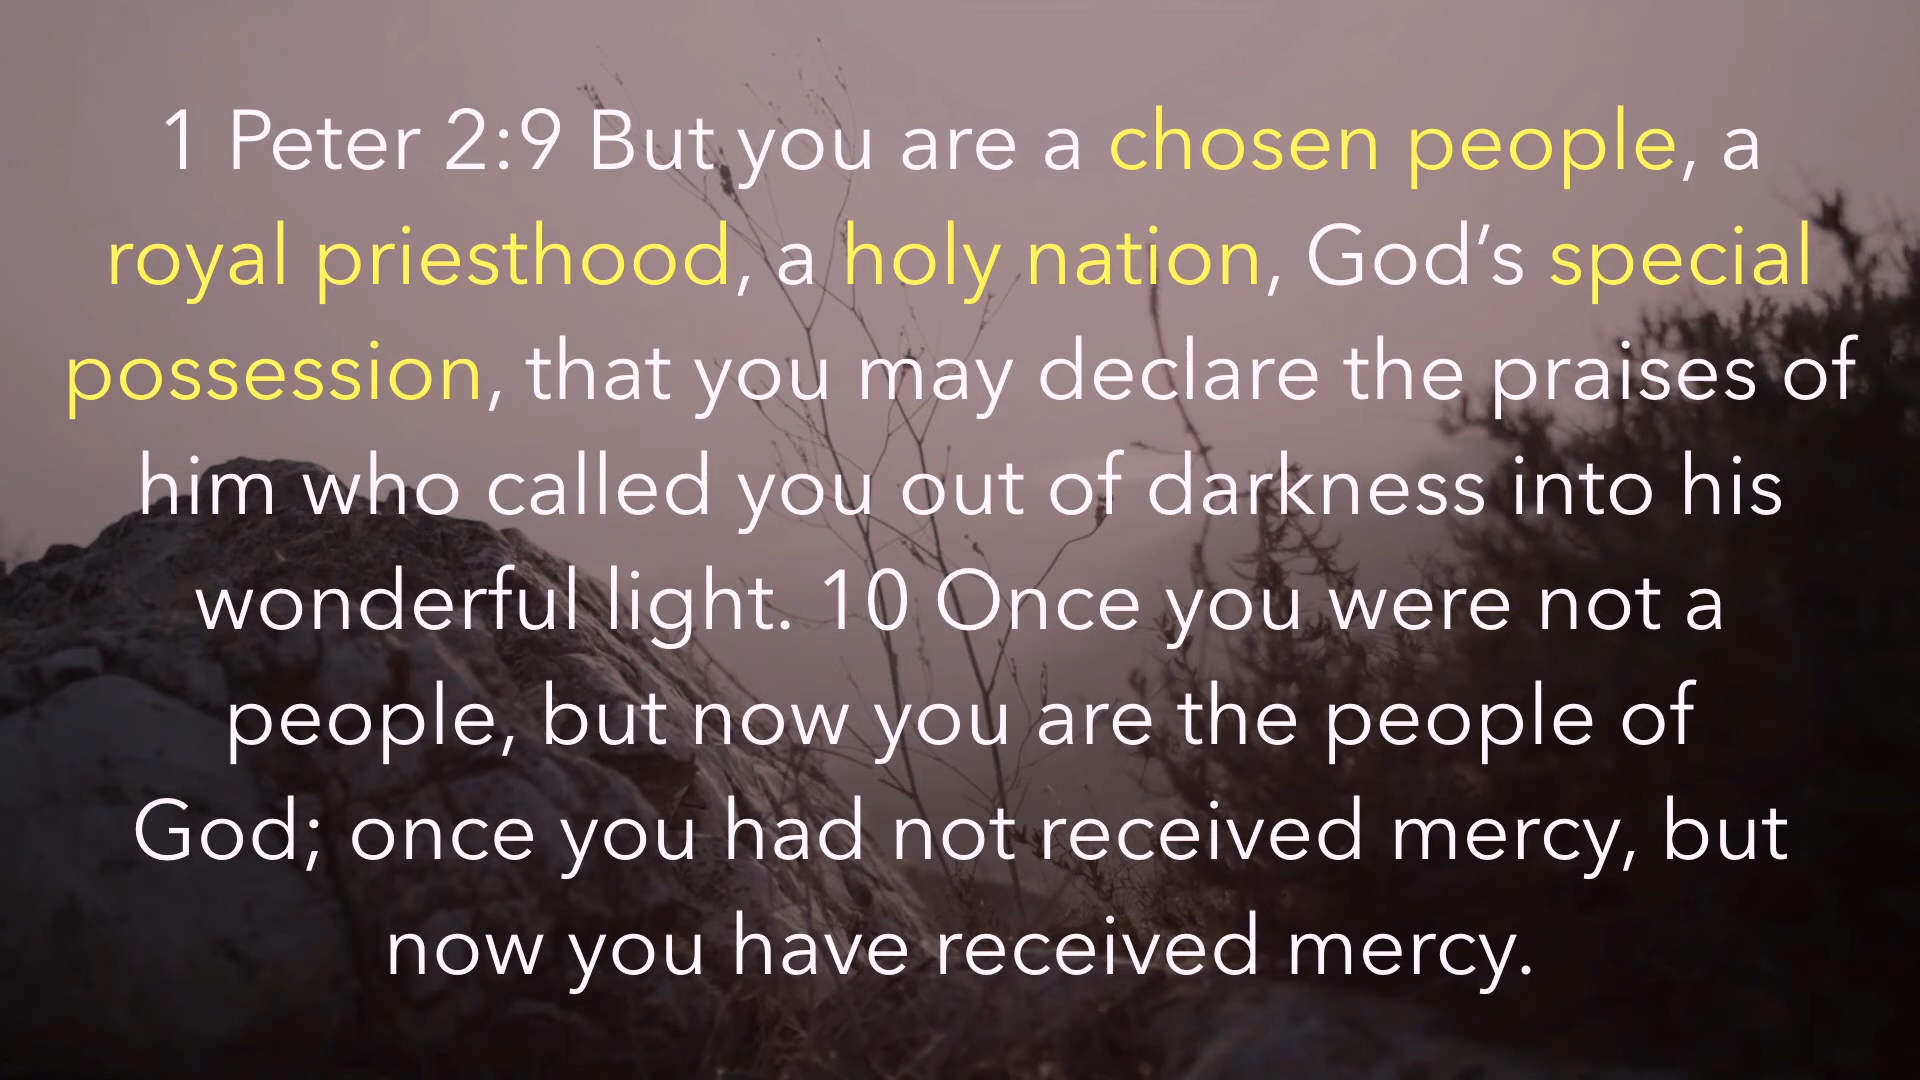 1 Peter 2:9 But you are a chosen people, a
royal priesthood, a holy nation, God’s special
possession, that you may declare the praises of
him who called you out of darkness into his
wonderful light. 10 Once you were not a
people, but now you are the people of
God; once you had not received mercy, but
now you have received mercy.